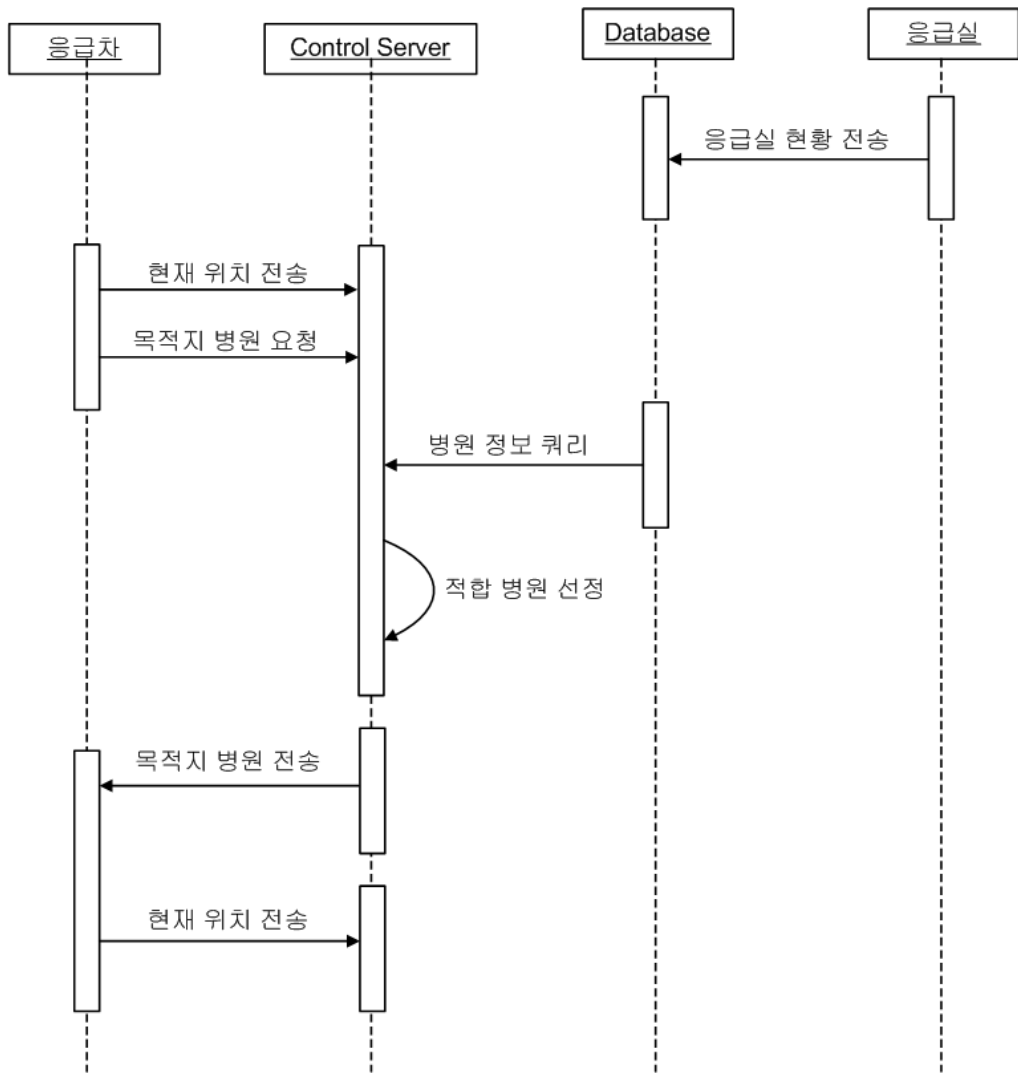 응급차
Control Server
Database
응급실
응급실 현황 전송
현재 위치 전송
목적지 병원 요청
병원 정보 쿼리
적합 병원 선정
목적지 병원 전송
현재 위치 전송